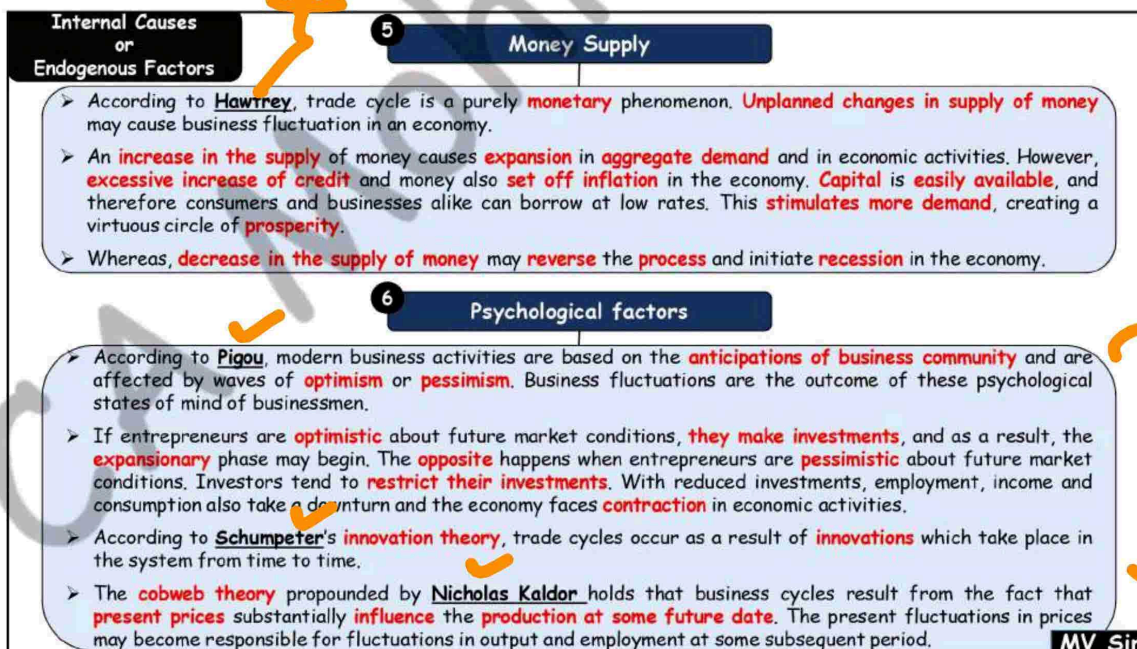 Internal Causes
or
Endogenous Factors
5
Money Supply
➤ According to Hawtrey, trade cycle is a purely monetary phenomenon. Unplanned changes in supply of money
may cause business fluctuation in an economy.
➤ An increase in the supply of money causes expansion in aggregate demand and in economic activities. However,
excessive increase of credit and money also set off inflation in the economy. Capital is easily available, and
therefore consumers and businesses alike can borrow at low rates. This stimulates more demand, creating a
virtuous circle of prosperity.
➤ Whereas, decrease in the supply of money may reverse the process and initiate recession in the economy.
6
Psychological factors
➤ According to Pigou, modern business activities are based on the anticipations of business community and are
affected by waves of optimism or pessimism. Business fluctuations are the outcome of these psychological
states of mind of businessmen.
➤ If entrepreneurs are optimistic about future market conditions, they make investments, and as a result, the
expansionary phase may begin. The opposite happens when entrepreneurs are pessimistic about future market
conditions. Investors tend to restrict their investments. With reduced investments, employment, income and
consumption also take a downturn and the economy faces contraction in economic activities.
➤ According to Schumpeter's innovation theory, trade cycles occur as a result of innovations which take place in
the system from time to time.
➤ The cobweb theory propounded by Nicholas Kaldor holds that business cycles result from the fact that
present prices substantially influence the production at some future date. The present fluctuations in prices
may become responsible for fluctuations in output and employment at some subsequent period.
MV Sir
CA Moh